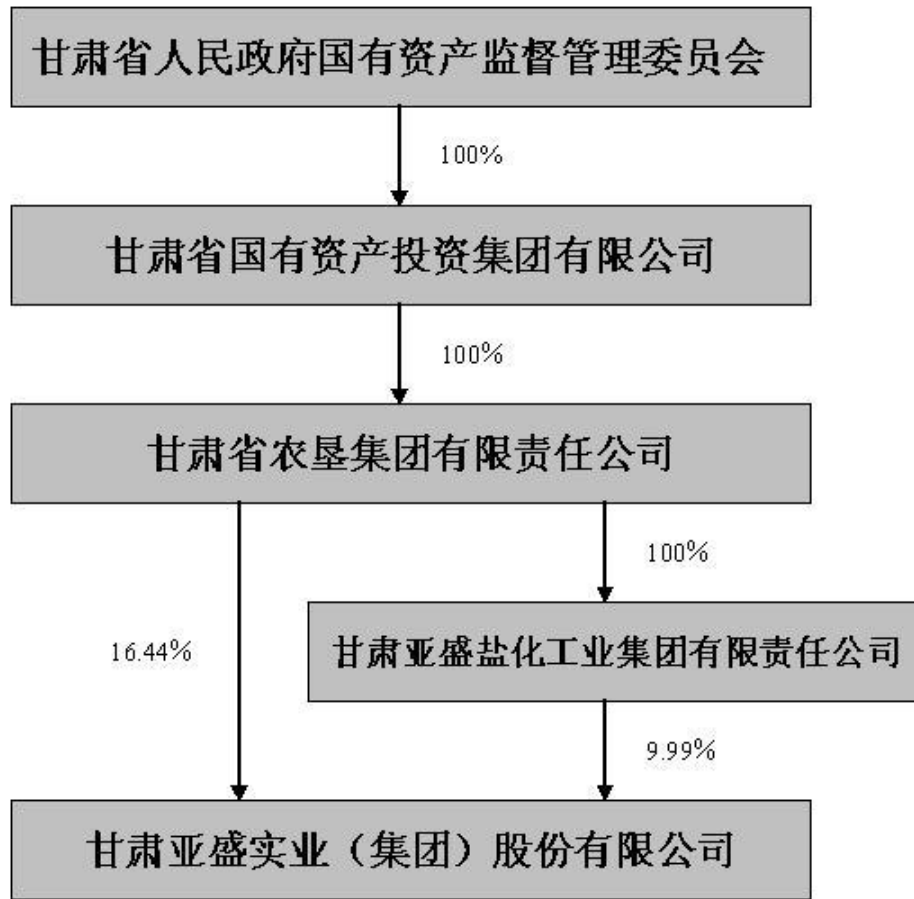 甘肃省人民政府国有资产监督管理委员会
100%
甘肃省国有资产投资集团有限公司
100%
甘肃省农垦集团有限责任公司
100%
16.44%
甘肃亚盛盐化工业集团有限责任公司
9.99%
甘肃亚盛实业（集团）股份有限公司